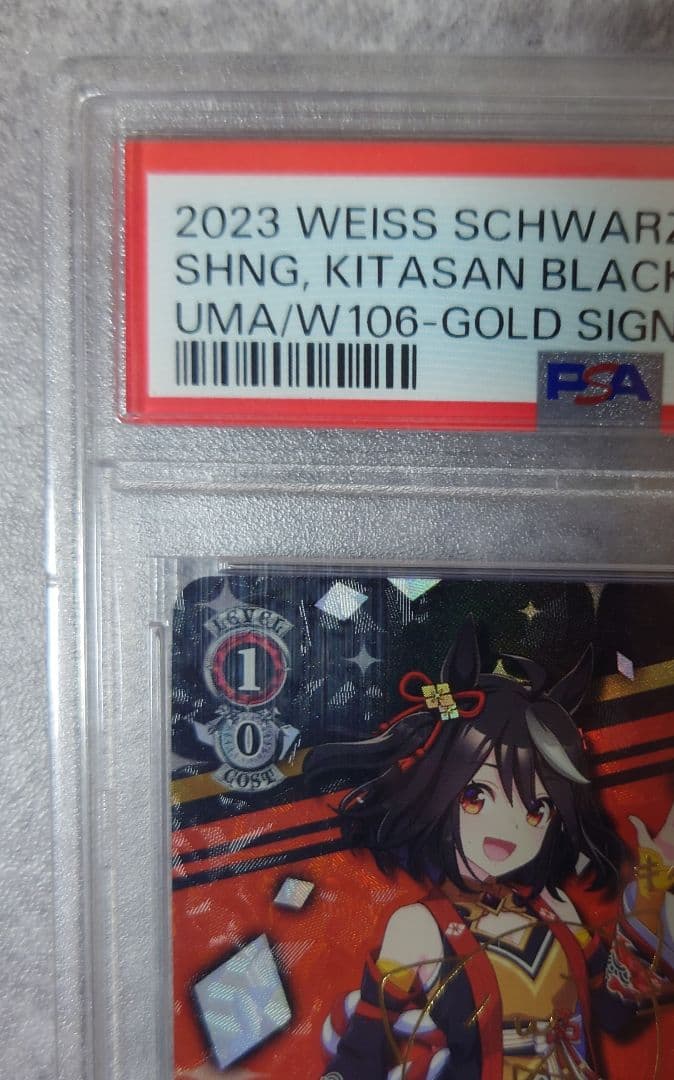 2023 WEISS SCHWARZ
SHNG, KITASAN BLACK
UMA/W106-GOLD SIGN
PSA
LEVEL
1
0
COST